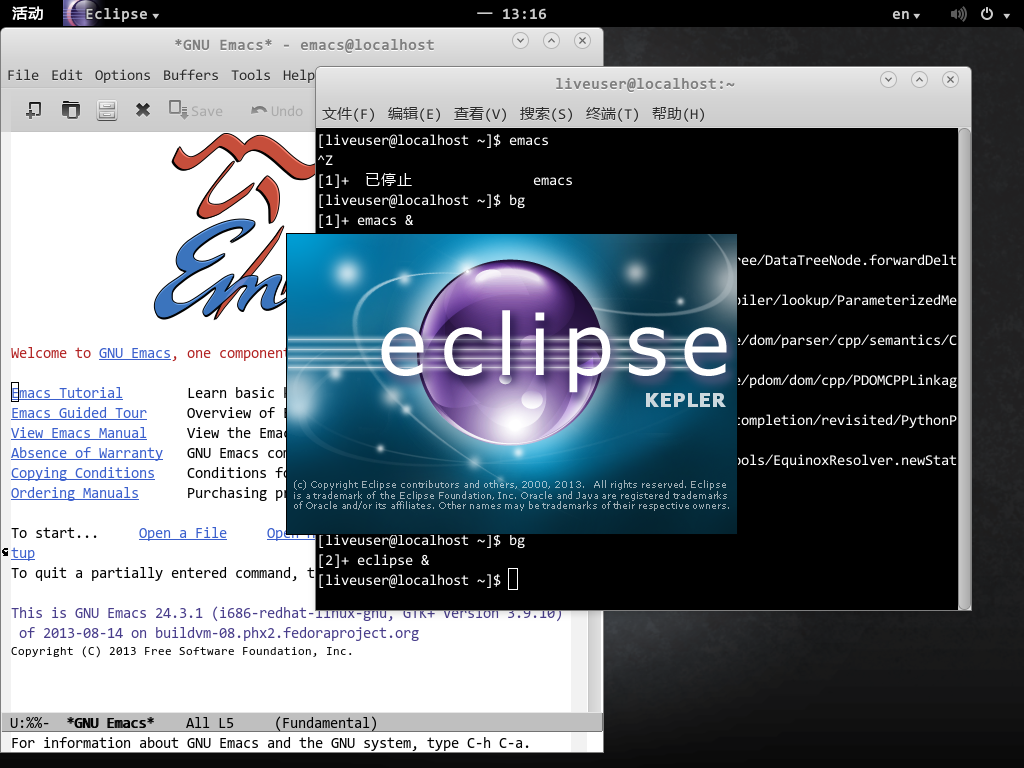 活动
Eclipse
13:16
en
*GNU Emacs* - emacs@localhost
File Edit Options Buffers Tools Help
Save Undo
Welcome to GNU Emacs, one component
Emacs Tutorial Learn basic
Emacs Guided Tour Overview of
View Emacs Manual View the Emac
Absence of Warranty GNU Emacs com
Copying Conditions Conditions fo
Ordering Manuals Purchasing pr
To start... Open a File Open
tup
To quit a partially entered command, t
This is GNU Emacs 24.3.1 (i686-redhat-linux-gnu, GTK+ Version 3.9.10)
of 2013-08-14 on buildvm-08.phx2.fedoraproject.org
Copyright (C) 2013 Free Software Foundation, Inc.
U:%%- *GNU Emacs* All L5 (Fundamental)
For information about GNU Emacs and the GNU system, type C-h C-a.
liveuser@localhost:~
文件(F) 编辑(E) 查看(V) 搜索(S) 终端(T) 帮助(H)
[liveuser@localhost ~]$ emacs
^Z
[1]+ 已停止 emacs
[liveuser@localhost ~]$ bg
[1]+ emacs &
ree/DataTreeNode.forwardDelt
piler/lookup/ParameterizedMe
/dom/parser/cpp/semantics/C
e/pdom/dom/cpp/PDOMCPPLinkag
completion/revisited/PythonP
ools/EquinoxResolver.newStat
[liveuser@localhost ~]$ bg
[2]+ eclipse &
[liveuser@localhost ~]$
eclipse
KEPLER
(c) Copyright Eclipse contributors and others, 2000, 2013. All rights reserved. Eclipse
is a trademark of the Eclipse Foundation, Inc. Oracle and Java are registered trademarks
of Oracle and/or its affiliates. Other names may be trademarks of their respective owners.